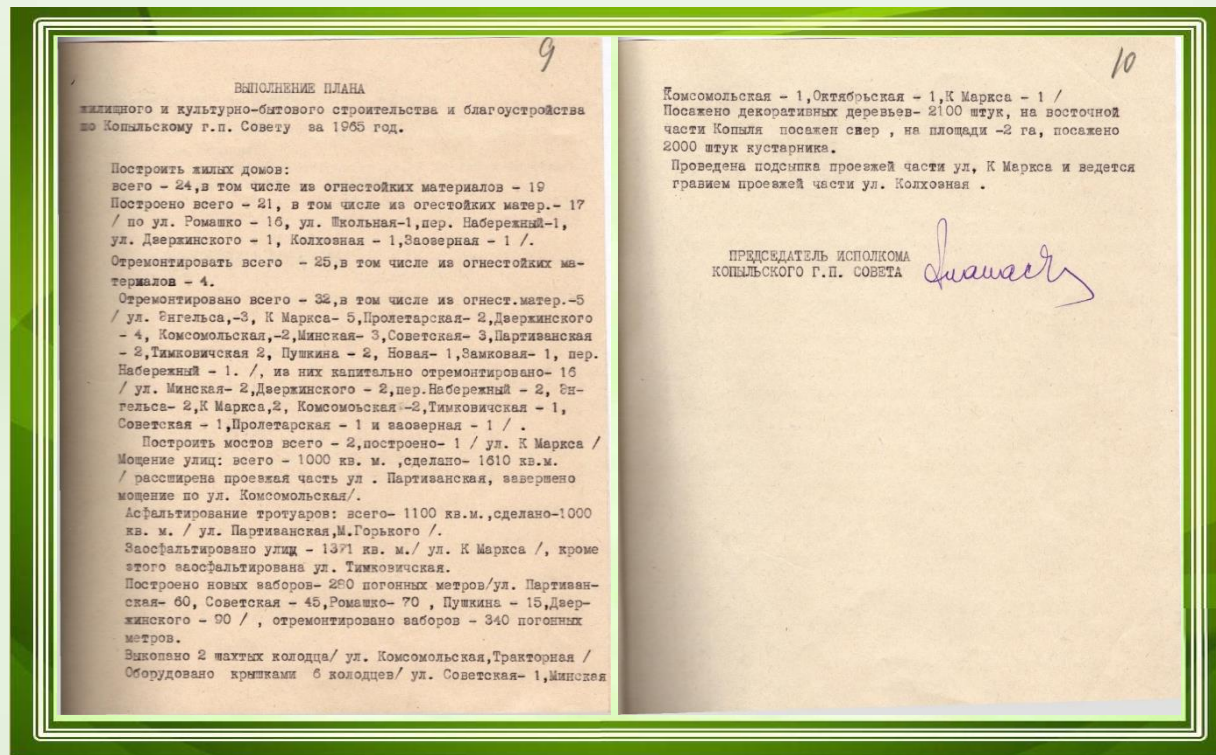 9
ВЫПОЛНЕНИЕ ПЛАНА
жилищного и культурно-бытового строительства и благоустройства
по Копыльскому г.п. Совету за 1965 год.
Построить жилых домов:
всего - 24,в том числе из огнестойких материалов - 19
Построено всего - 21, в том числе из огестойких матер.- 17
/ по ул. Ромашко - 16, ул. Школьная-1,пер. Набережный-1,
ул. Дзержинского - 1, Колхозная - 1,Заозерная - 1 /.
Отремонтировать всего - 25,в том числе из огнестойких ма-
териалов - 4.
Отремонтировано всего - 32,в том числе из огнест.матер.-5
/ ул. Энгельса,-3, К Маркса- 5,Пролетарская- 2,Дзержинского
- 4, Комсомольская,-2,Минская- 3,Советская- 3,Партизанская
- 2,Тимковичская 2, Пушкина - 2, Новая- 1,Замковая- 1, пер.
Набережный - 1. /, из них капитально отремонтировано- 16
/ ул. Минская- 2,Дзержинского - 2,пер.Набережный - 2, Эн-
гельса- 2,К Маркса,2, Комсомоьская -2,Тимковичская - 1,
Советская - 1,Пролетарская - 1 и заозерная - 1 / .
Построить мостов всего - 2,построено- 1 / ул. К Маркса /
Мощение улиц: всего - 1000 кв. м. ,сделано- 1610 кв.м.
/ рассширена проезжая часть ул . Партизанская, завершено
мощение по ул. Комсомольская/.
Асфальтирование тротуаров: всего- 1100 кв.м.,сделано-1000
кв. м. / ул. Партизанская,М.Горького /.
Заосфальтировано улиц - 1371 кв. м./ ул. К Маркса /, кроме
этого заосфальтирована ул. Тимковичская.
Построено новых заборов- 280 погонных метров/ул. Партизан-
ская- 60, Советская - 45,Ромашко- 70 , Пушкина - 15,Дзер-
жинского - 90 / , отремонтировано заборов - 340 погонных
метров.
Выкопано 2 шахтых колодца/ ул. Комсомольская,Тракторная /
Оборудовано крышками 6 колодцев/ ул. Советская- 1,Минская
10
Комсомольская - 1,Октябрьская - 1,К Маркса - 1 /
Посажено декоративных деревьев- 2100 штук, на восточной
части Копыля посажен свер , на площади -2 га, посажено
2000 штук кустарника.
Проведена подсыпка проезжей части ул, К Маркса и ведется
гравием проезжей части ул. Колхозная .
ПРЕДСЕДАТЕЛЬ ИСПОЛКОМА
КОПЫЛЬСКОГО Г.П. СОВЕТА